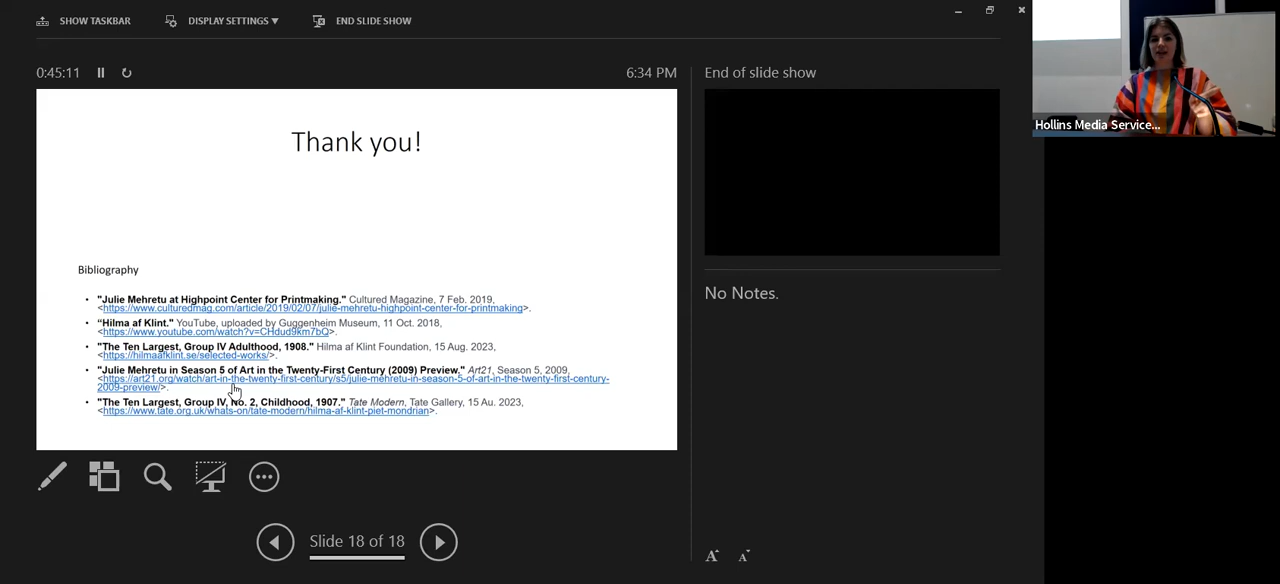 SHOW TASKBAR
DISPLAY SETTINGS ▼
END SLIDE SHOW
0:45:11
6:34 PM
Thank you!
Bibliography
• "Julie Mehretu at Highpoint Center for Printmaking." Cultured Magazine, 7 Feb. 2019,
<https://www.culturedmag.com/article/2019/02/07/julie-mehretu-highpoint-center-for-printmaking>.
• “Hilma af Klint." YouTube, uploaded by Guggenheim Museum, 11 Oct. 2018,
<https://www.youtube.com/watch?v=CHdud9km7bQ>.
• "The Ten Largest, Group IV Adulthood, 1908." Hilma af Klint Foundation, 15 Aug. 2023,
<https://hilmaafklint.se/selected-works/>.
• "Julie Mehretu in Season 5 of Art in the Twenty-First Century (2009) Preview." Art21, Season 5, 2009,
<https://art21.org/watch/art-in-the-twenty-first-century/s5/julie-mehretu-in-season-5-of-art-in-the-twenty-first-century-
2009-preview/>.
• "The Ten Largest, Group IV, No. 2, Childhood, 1907." Tate Modern, Tate Gallery, 15 Au. 2023,
<https://www.tate.org.uk/whats-on/tate-modern/hilma-af-klint-piet-mondrian>.
Slide 18 of 18
End of slide show
No Notes.
A A
Hollins Media Service...